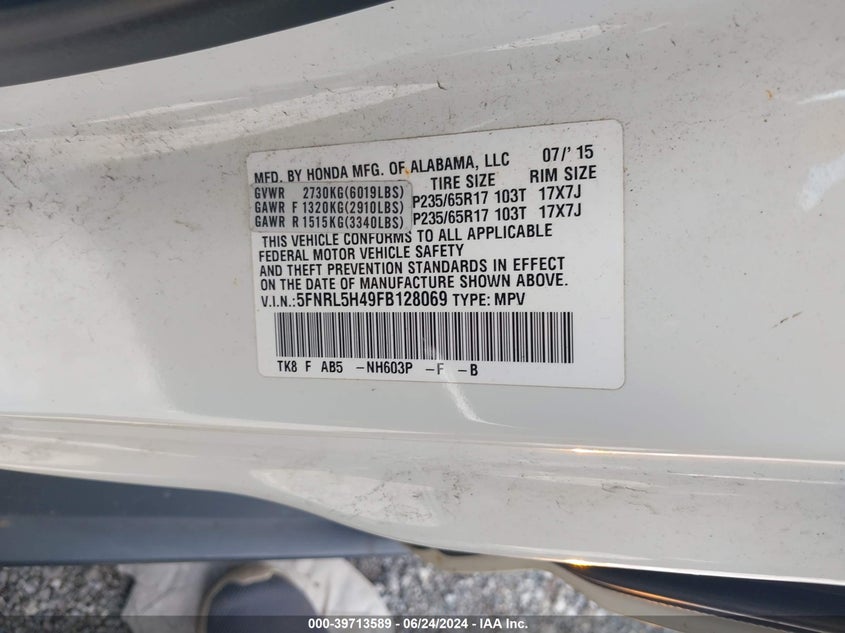 MFD. BY HONDA MFG. OF ALABAMA, LLC 07/'15
TIRE SIZE RIM SIZE
GVWR 2730KG(6019LBS)
GAWR F 1320KG(2910LBS) P235/65R17 103T 17X7J
GAWR R 1515KG(3340LBS) P235/65R17 103T 17X7J
THIS VEHICLE CONFORMS TO ALL APPLICABLE
FEDERAL MOTOR VEHICLE SAFETY
AND THEFT PREVENTION STANDARDS IN EFFECT
ON THE DATE OF MANUFACTURE SHOWN ABOVE.
V.I.N.:5FNRL5H49FB128069 TYPE: MPV
TK8 F AB5 -NH603P -F -B
000-39713589 - 06/24/2024 - IAA Inc.